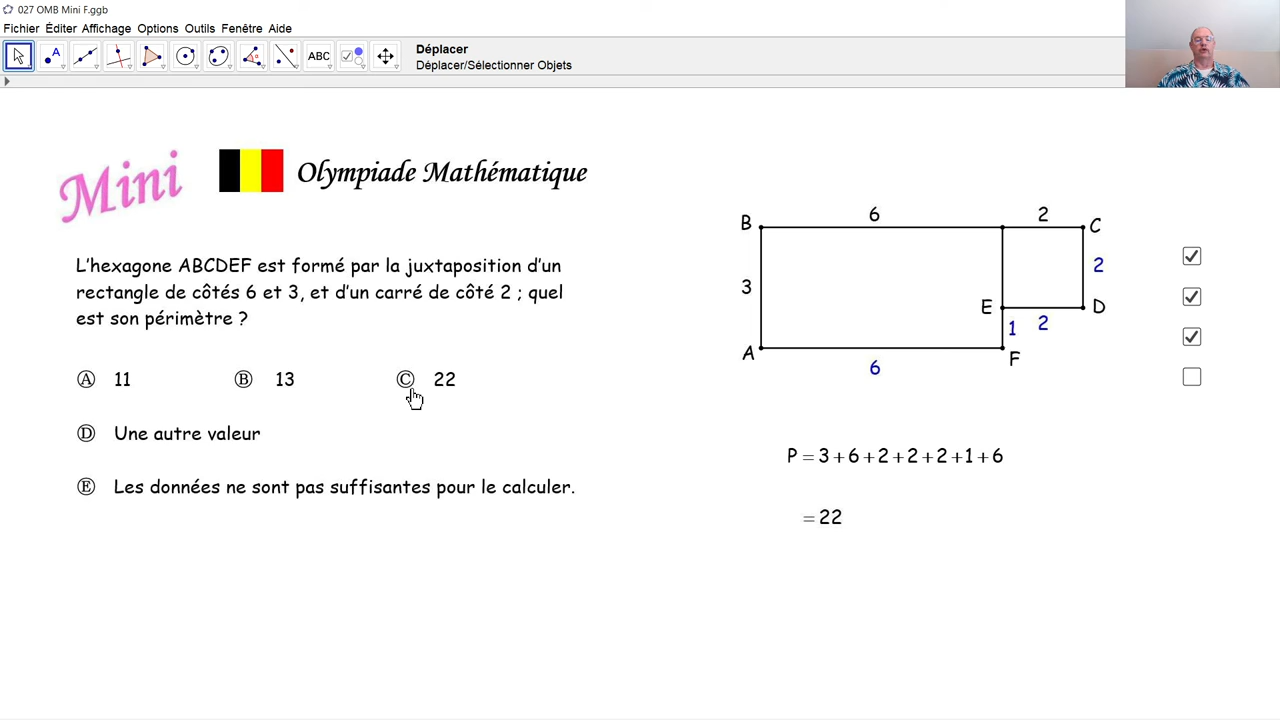 027 OMB Mini F.ggb
Fichier Éditer Affichage Options Outils Fenêtre Aide
A ABC Déplacer
Déplacer/Sélectionner Objets
Mini Olympiade Mathématique
L'hexagone ABCDEF est formé par la juxtaposition d'un
rectangle de côtés 6 et 3, et d'un carré de côté 2 ; quel
est son périmètre ?
Ⓐ 11 Ⓑ 13 Ⓒ 22
Ⓓ Une autre valeur
Ⓔ Les données ne sont pas suffisantes pour le calculer.
B 6 2 C
3 2
E D
1 2
A F
6
P = 3+6+2+2+2+1+6
= 22